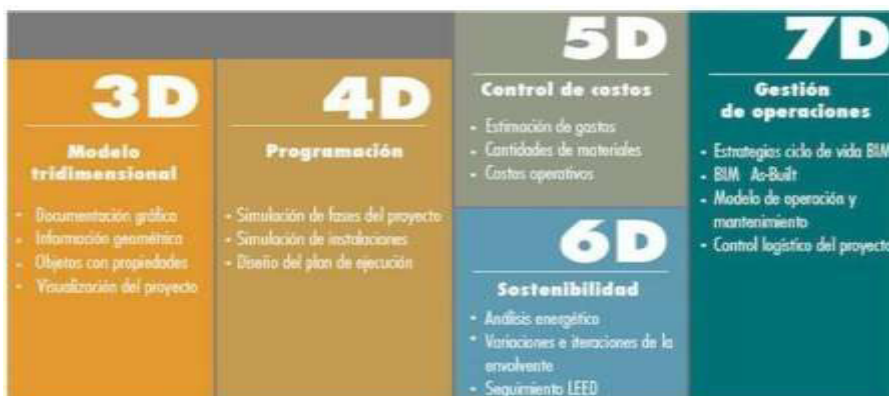 3D
Modelo
tridimensional
- Documentación gráfica
- Información geométrica
- Objetos con propiedades
- Visualización del proyecto
4D
Programación
- Simulación de fases del proyecto
- Simulación de instalaciones
- Diseño del plan de ejecución
5D
Control de costos
- Estimación de gastos
- Cantidades de materiales
- Costos operativos
6D
Sostenibilidad
• Análisis energético
• Variaciones e iteraciones de la
envolvente
• Seguimiento LEED
7D
Gestión
de operaciones
- Estrategias ciclo de vida BIM
- BIM As-Built
- Modelo de operación y
mantenimiento
- Control logístico del proyecto